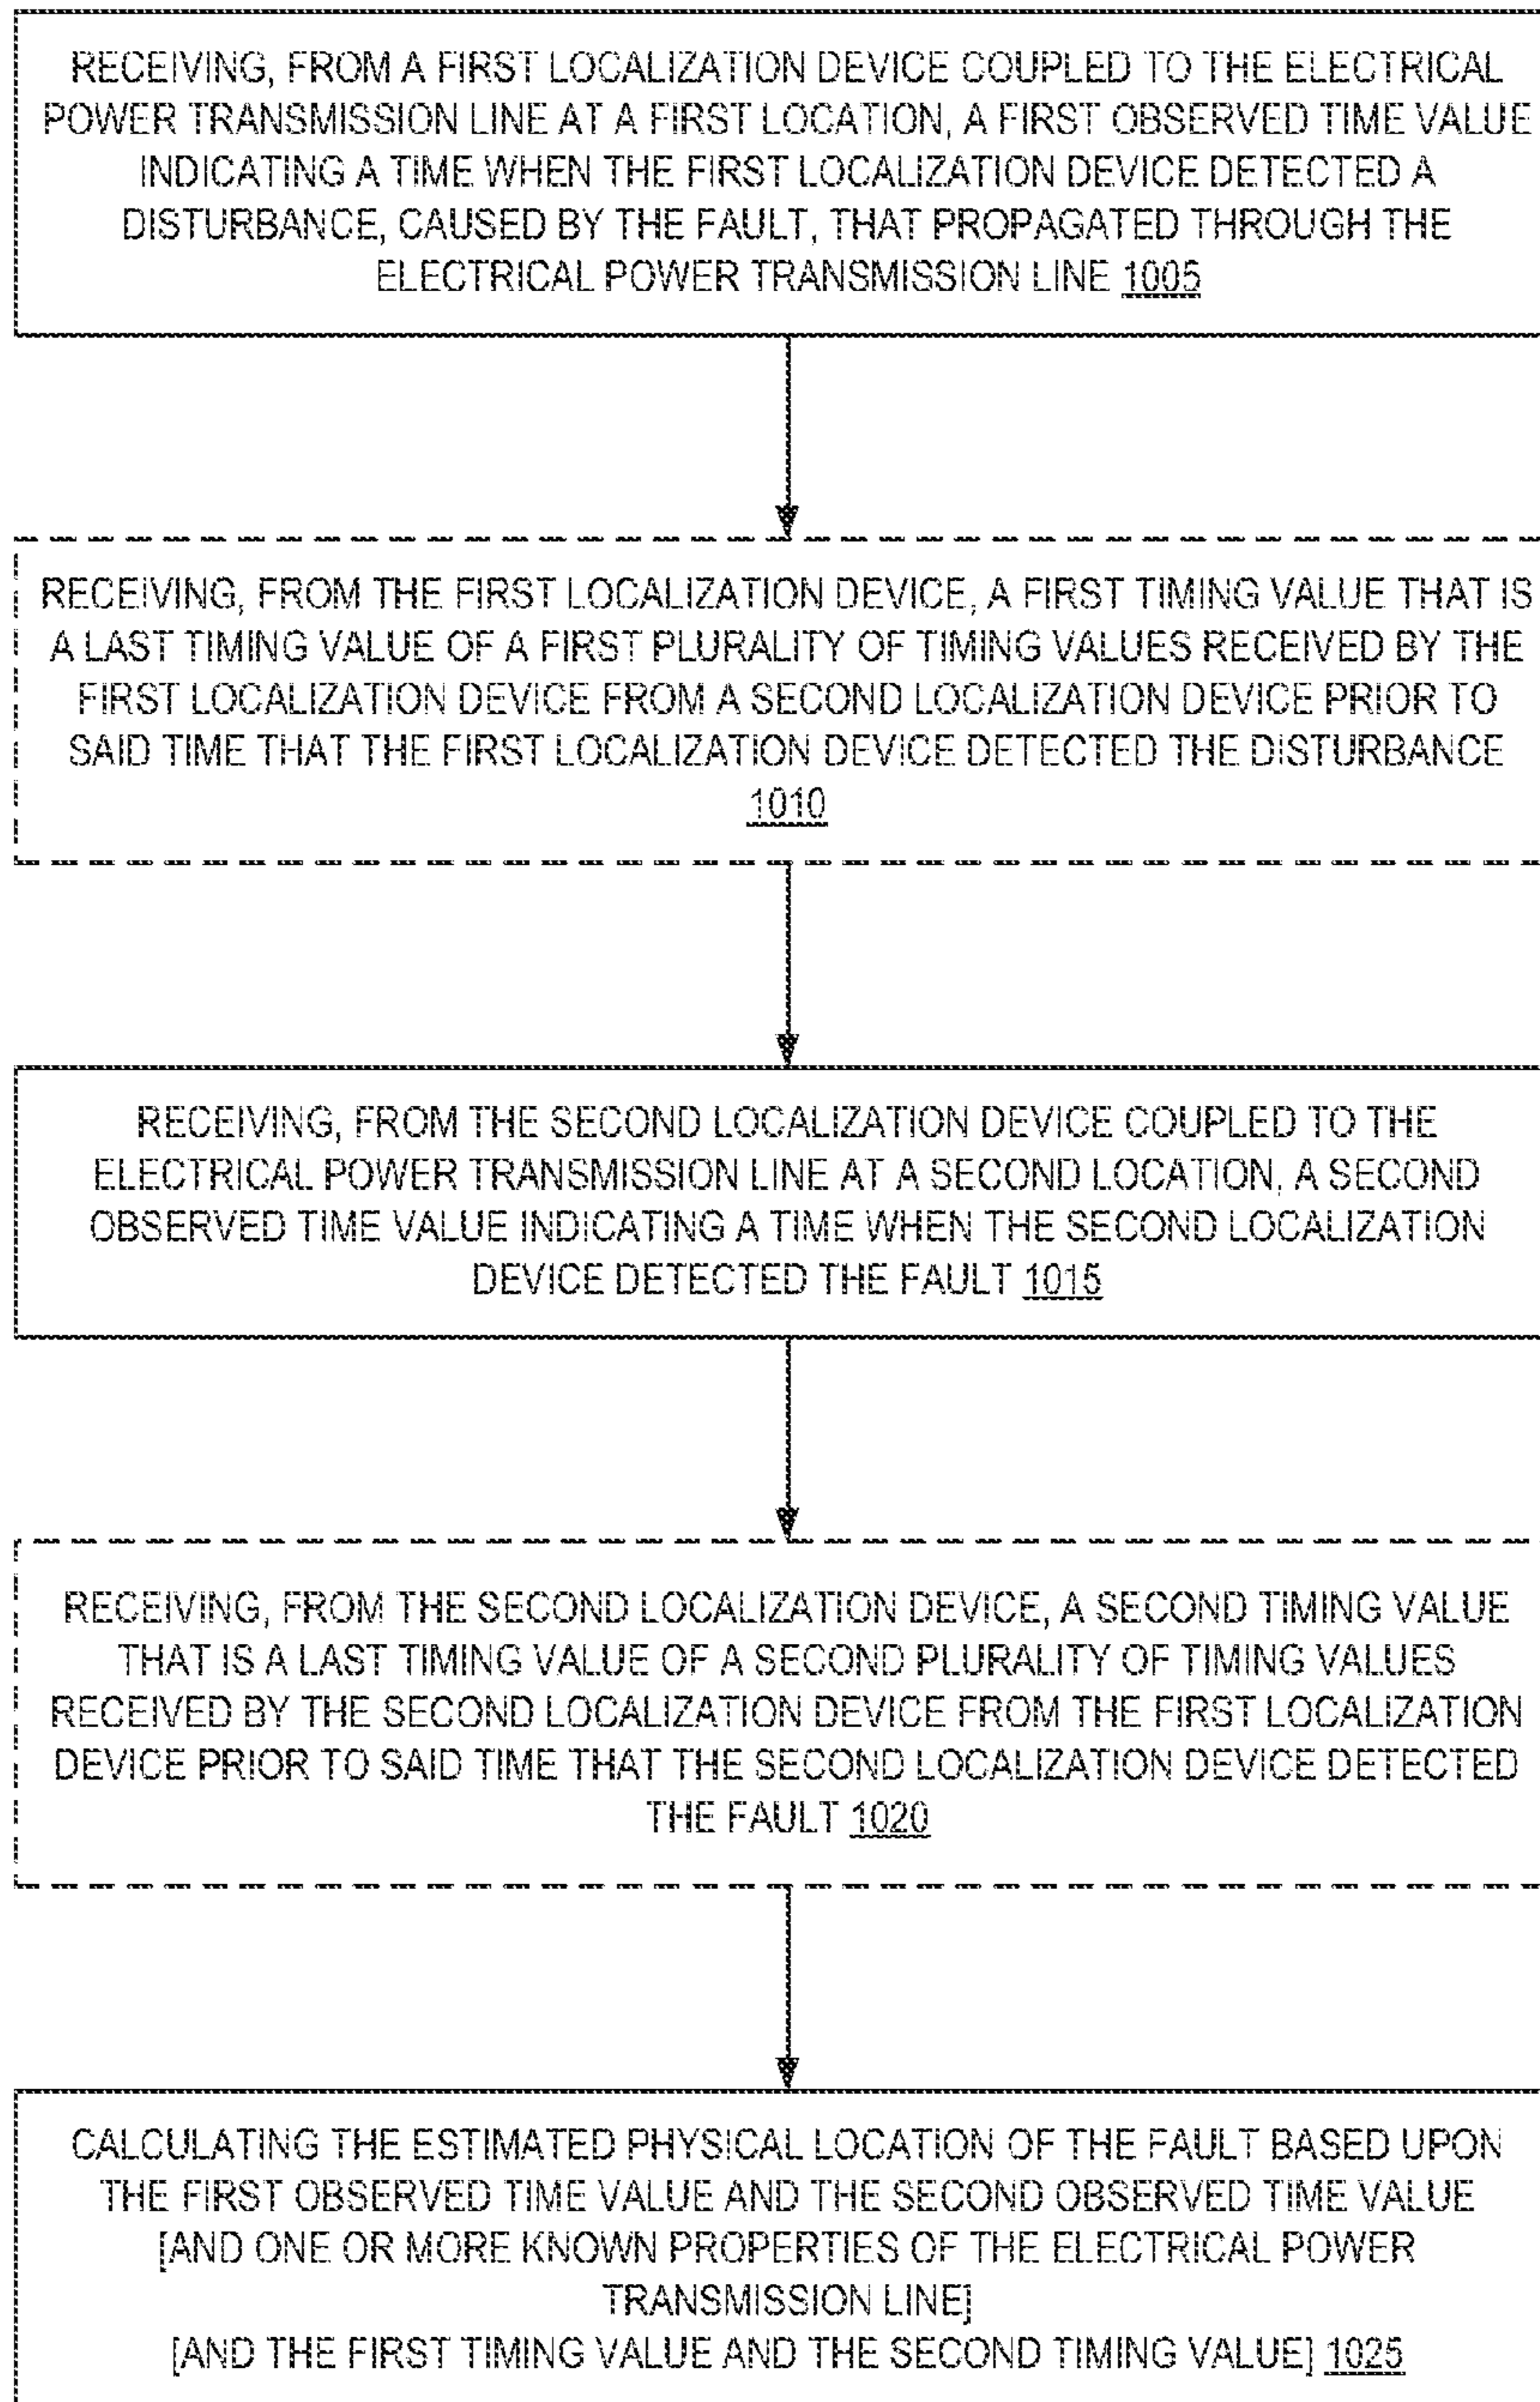 RECEIVING, FROM A FIRST LOCALIZATION DEVICE COUPLED TO THE ELECTRICAL
POWER TRANSMISSION LINE AT A FIRST LOCATION, A FIRST OBSERVED TIME VALUE
INDICATING A TIME WHEN THE FIRST LOCALIZATION DEVICE DETECTED A
DISTURBANCE, CAUSED BY THE FAULT, THAT PROPAGATED THROUGH THE
ELECTRICAL POWER TRANSMISSION LINE 1005
RECEIVING, FROM THE FIRST LOCALIZATION DEVICE, A FIRST TIMING VALUE THAT IS
A LAST TIMING VALUE OF A FIRST PLURALITY OF TIMING VALUES RECEIVED BY THE
FIRST LOCALIZATION DEVICE FROM A SECOND LOCALIZATION DEVICE PRIOR TO
SAID TIME THAT THE FIRST LOCALIZATION DEVICE DETECTED THE DISTURBANCE
1010
RECEIVING, FROM THE SECOND LOCALIZATION DEVICE COUPLED TO THE
ELECTRICAL POWER TRANSMISSION LINE AT A SECOND LOCATION, A SECOND
OBSERVED TIME VALUE INDICATING A TIME WHEN THE SECOND LOCALIZATION
DEVICE DETECTED THE FAULT 1015
RECEIVING, FROM THE SECOND LOCALIZATION DEVICE, A SECOND TIMING VALUE
THAT IS A LAST TIMING VALUE OF A SECOND PLURALITY OF TIMING VALUES
RECEIVED BY THE SECOND LOCALIZATION DEVICE FROM THE FIRST LOCALIZATION
DEVICE PRIOR TO SAID TIME THAT THE SECOND LOCALIZATION DEVICE DETECTED
THE FAULT 1020
CALCULATING THE ESTIMATED PHYSICAL LOCATION OF THE FAULT BASED UPON
THE FIRST OBSERVED TIME VALUE AND THE SECOND OBSERVED TIME VALUE
[AND ONE OR MORE KNOWN PROPERTIES OF THE ELECTRICAL POWER
TRANSMISSION LINE]
[AND THE FIRST TIMING VALUE AND THE SECOND TIMING VALUE] 1025